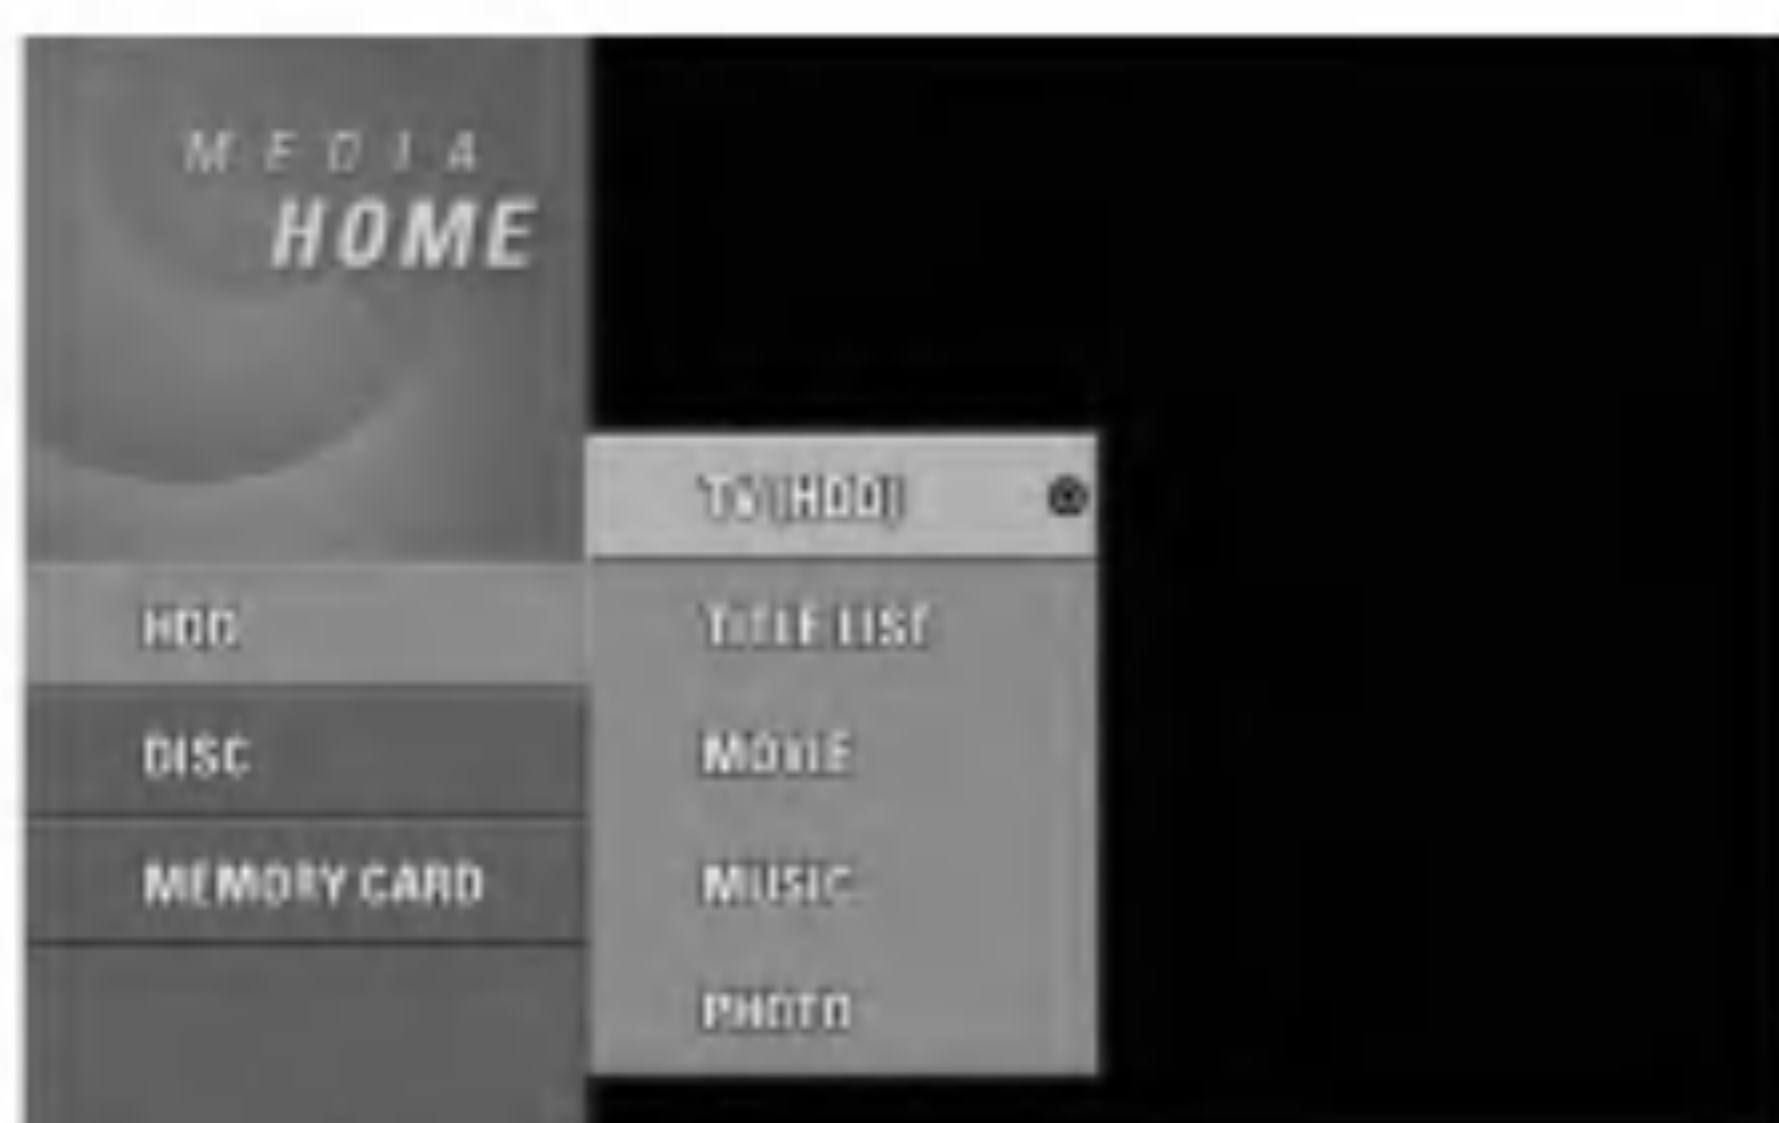 MEDIA
HOME
TV (HDD)
HDD
TITLE LIST
DISC
MOVIE
MEMORY CARD
MUSIC
PHOTO